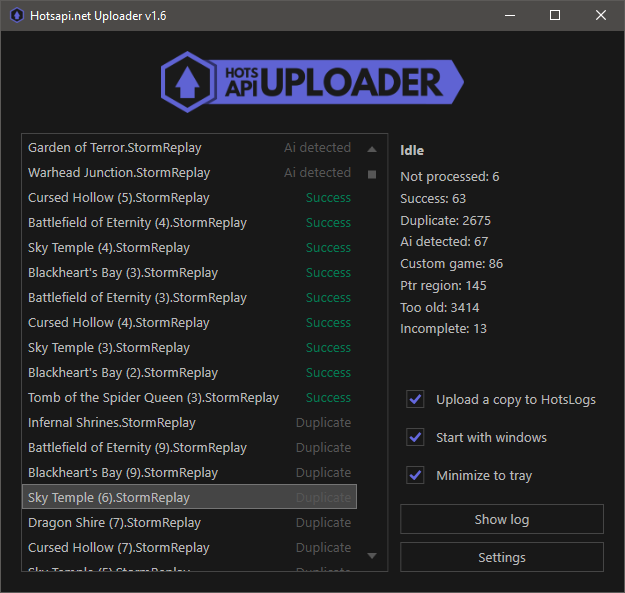 Hotsapi.net Uploader v1.6
HOTS
API UPLOADER
Garden of Terror.StormReplay Ai detected
Warhead Junction.StormReplay Ai detected
Cursed Hollow (5).StormReplay Success
Battlefield of Eternity (4).StormReplay Success
Sky Temple (4).StormReplay Success
Blackheart's Bay (3).StormReplay Success
Battlefield of Eternity (3).StormReplay Success
Cursed Hollow (4).StormReplay Success
Sky Temple (3).StormReplay Success
Blackheart's Bay (2).StormReplay Success
Tomb of the Spider Queen (3).StormReplay Success
Infernal Shrines.StormReplay Duplicate
Battlefield of Eternity (9).StormReplay Duplicate
Blackheart's Bay (9).StormReplay Duplicate
Sky Temple (6).StormReplay Duplicate
Dragon Shire (7).StormReplay Duplicate
Cursed Hollow (7).StormReplay Duplicate
Sky Temple (5).StormReplay Duplicate
Idle
Not processed: 6
Success: 63
Duplicate: 2675
Ai detected: 67
Custom game: 86
Ptr region: 145
Too old: 3414
Incomplete: 13
Upload a copy to HotsLogs
Start with windows
Minimize to tray
Show log
Settings